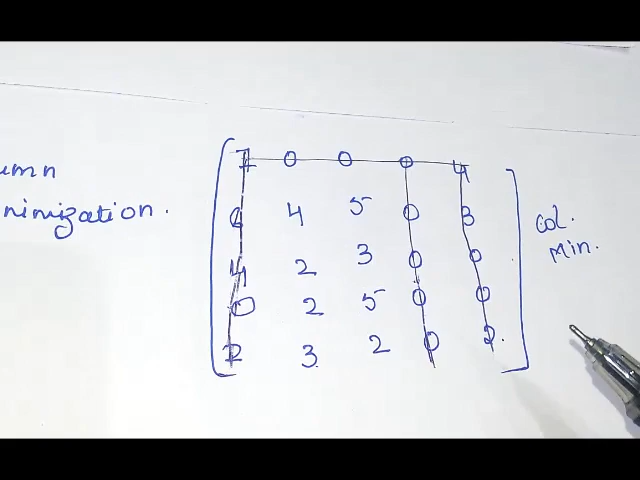 umn
nimization.
7 0 0 0 4
6 4 5 0 3
4 2 3 0 0
0 2 5 0 0
2 3 2 0 2
col.
Min.